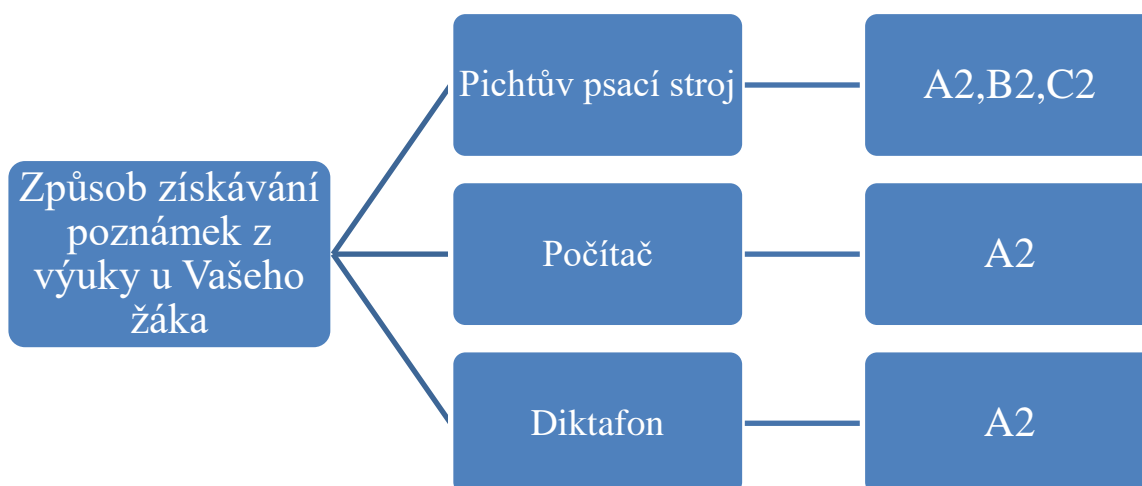 Způsob získávání
poznámek z
výuky u Vašeho
žáka
Pichtův psací stroj
A2,B2,C2
Počítač
A2
Diktafon
A2